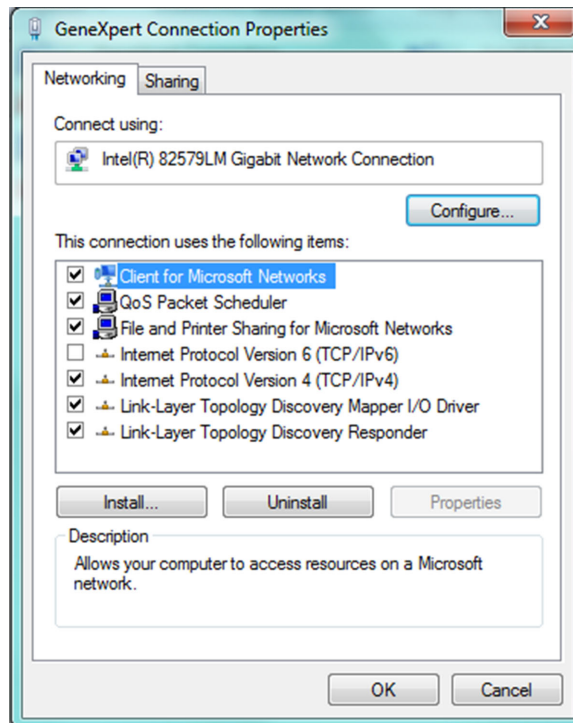 GeneXpert Connection Properties
Networking
Sharing
Connect using:
Intel(R) 82579LM Gigabit Network Connection
Configure...
This connection uses the following items:
Client for Microsoft Networks
QoS Packet Scheduler
File and Printer Sharing for Microsoft Networks
Internet Protocol Version 6 (TCP/IPv6)
Internet Protocol Version 4 (TCP/IPv4)
Link-Layer Topology Discovery Mapper I/O Driver
Link-Layer Topology Discovery Responder
Install...
Uninstall
Properties
Description
Allows your computer to access resources on a Microsoft
network.
OK
Cancel